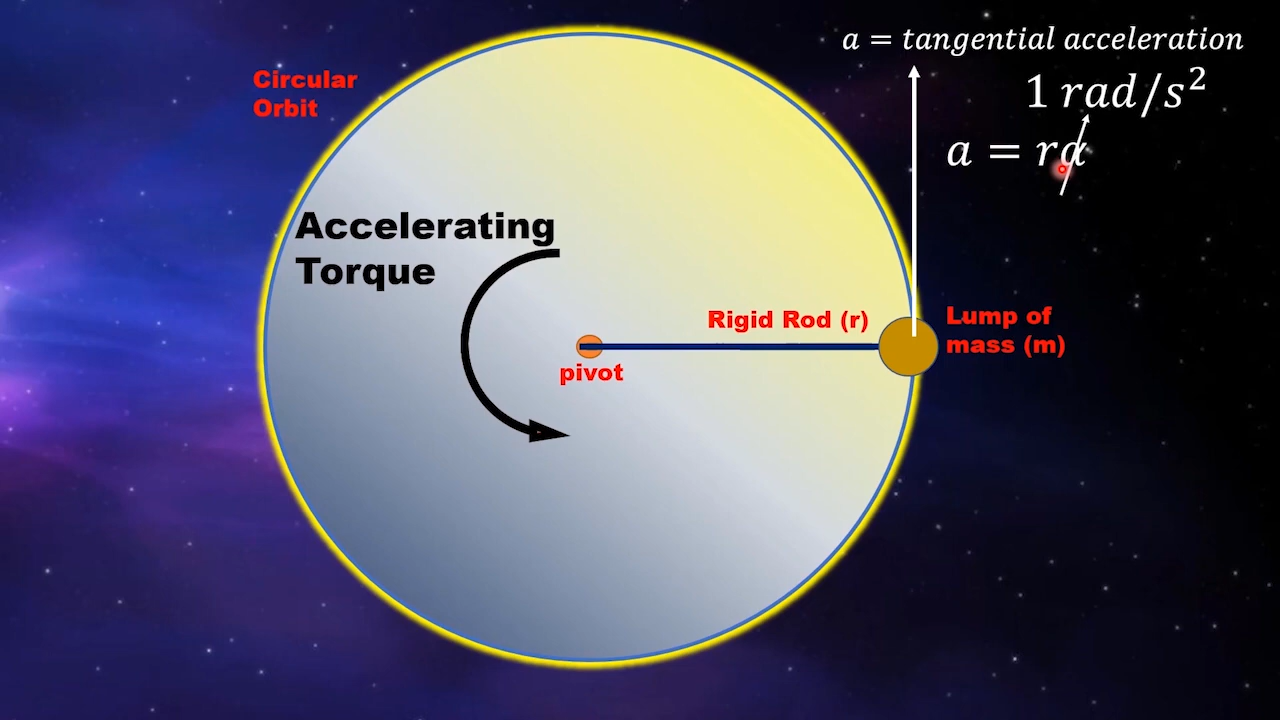 a = tangential acceleration
1 rad/s²
a = rα
Circular
Orbit
Accelerating
Torque
Rigid Rod (r)
Lump of
mass (m)
pivot